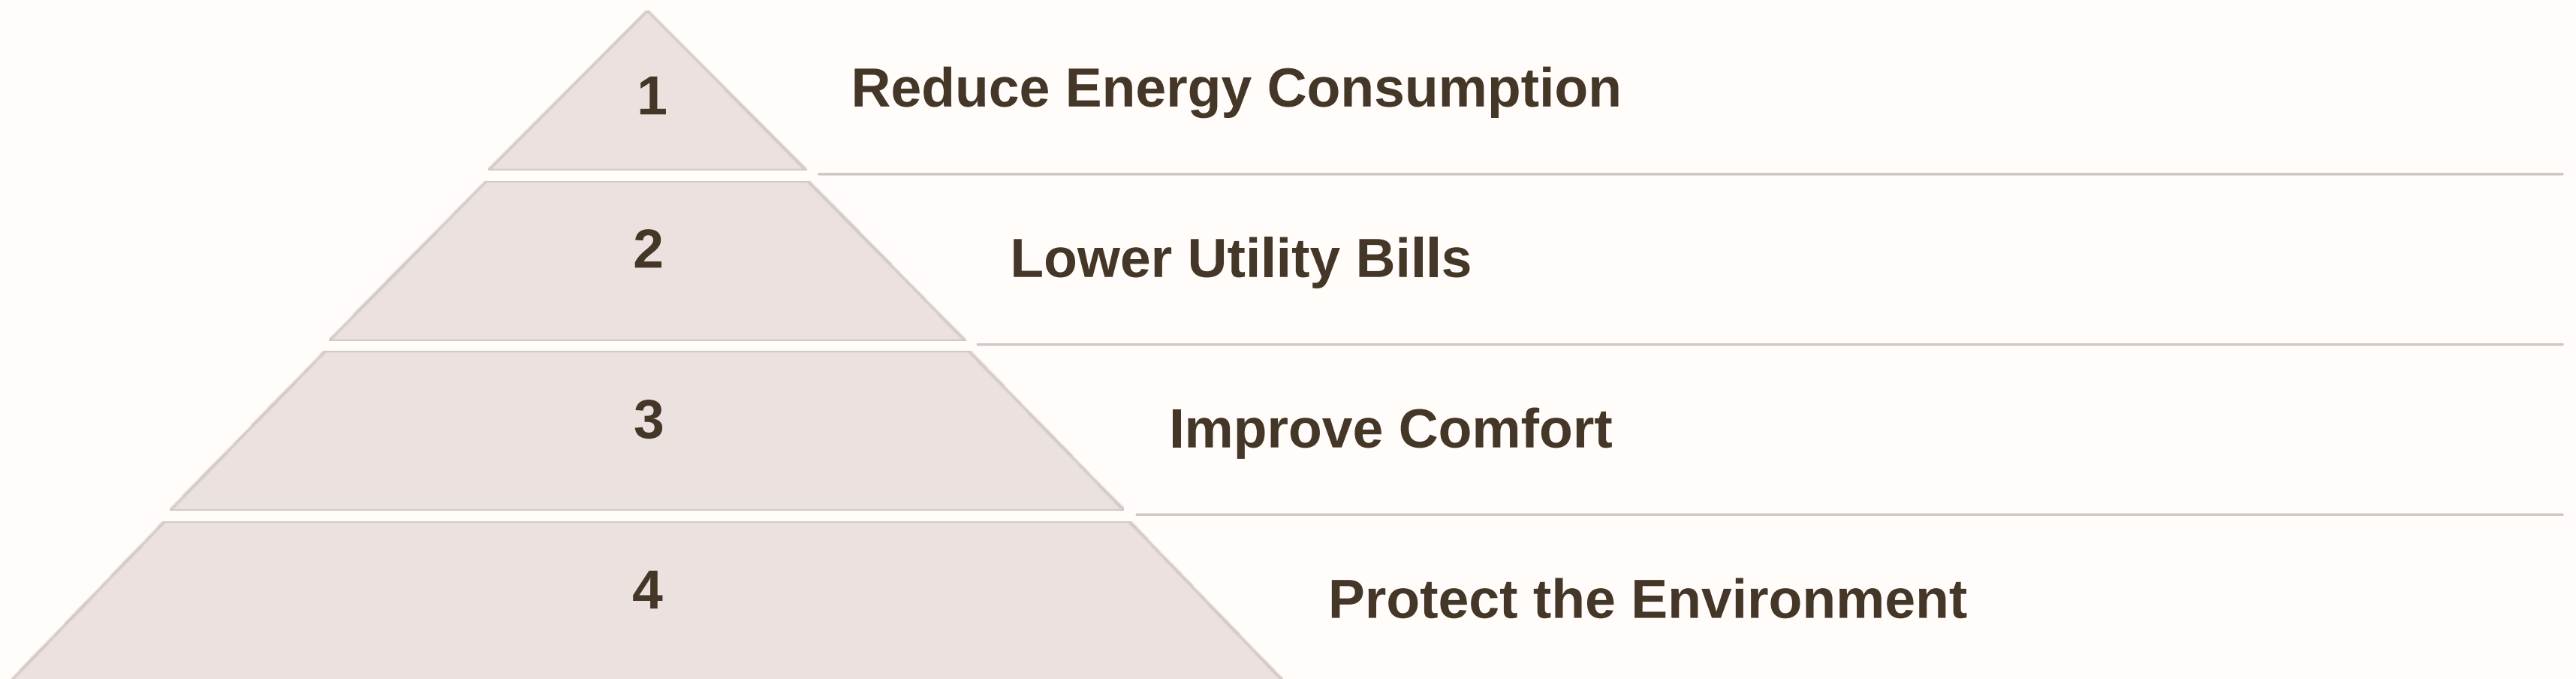 1
Reduce Energy Consumption
2
Lower Utility Bills
3
Improve Comfort
4
Protect the Environment